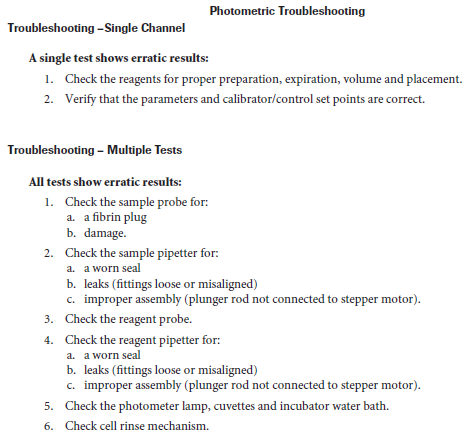 Photometric Troubleshooting
Troubleshooting – Single Channel
A single test shows erratic results:
1. Check the reagents for proper preparation, expiration, volume and placement.
2. Verify that the parameters and calibrator/control set points are correct.
Troubleshooting – Multiple Tests
All tests show erratic results:
1. Check the sample probe for:
a. a fibrin plug
b. damage.
2. Check the sample pipetter for:
a. a worn seal
b. leaks (fittings loose or misaligned)
c. improper assembly (plunger rod not connected to stepper motor).
3. Check the reagent probe.
4. Check the reagent pipetter for:
a. a worn seal
b. leaks (fittings loose or misaligned)
c. improper assembly (plunger rod not connected to stepper motor).
5. Check the photometer lamp, cuvettes and incubator water bath.
6. Check cell rinse mechanism.